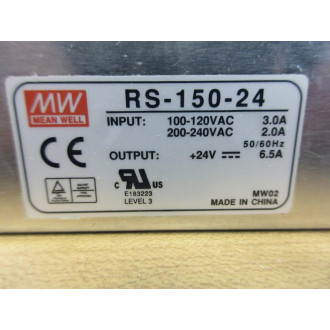 MW
MEAN WELL
RS-150-24
INPUT: 100-120VAC 3.0A
200-240VAC 2.0A
50/60Hz
OUTPUT: +24V 6.5A
CE
c RU US
E183223
LEVEL 3
MW02
MADE IN CHINA